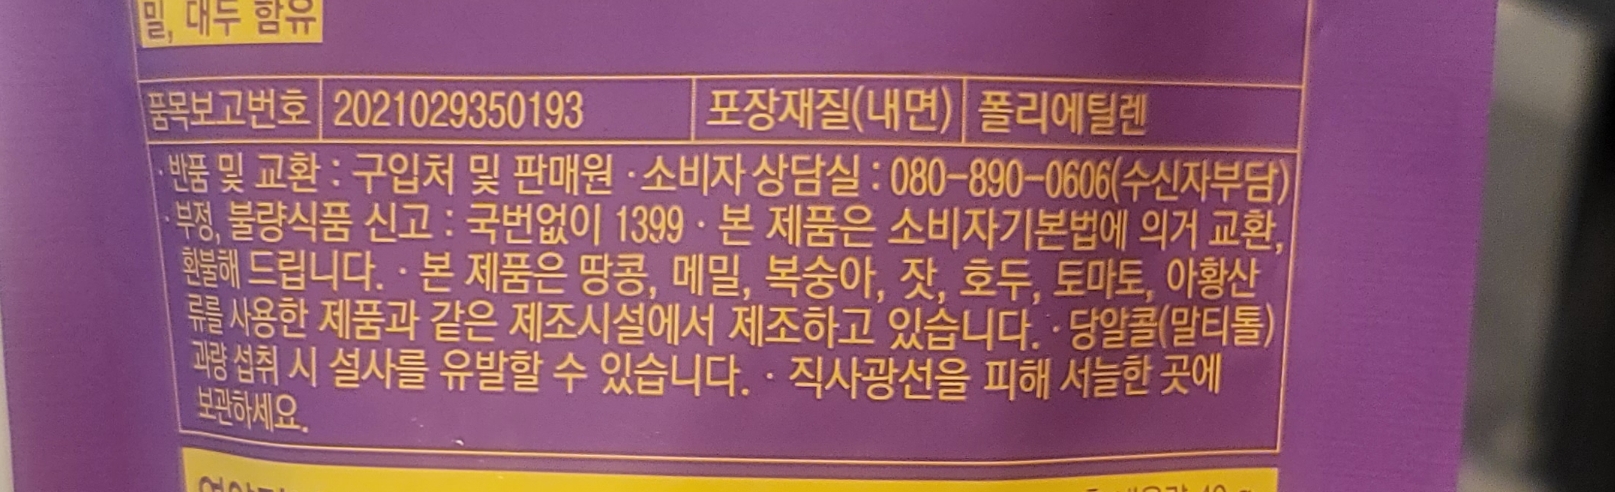 밀, 대두 함유
품목보고번호 2021029350193 포장재질(내면) 폴리에틸렌
· 반품 및 교환 : 구입처 및 판매원 · 소비자 상담실 : 080-890-0606(수신자부담)
· 부정, 불량식품 신고 : 국번없이 1399 · 본 제품은 소비자기본법에 의거 교환,
환불해 드립니다. · 본 제품은 땅콩, 메밀, 복숭아, 잣, 호두, 토마토, 아황산
류를 사용한 제품과 같은 제조시설에서 제조하고 있습니다. · 당알콜(말티톨)
과량 섭취 시 설사를 유발할 수 있습니다. · 직사광선을 피해 서늘한 곳에
보관하세요.